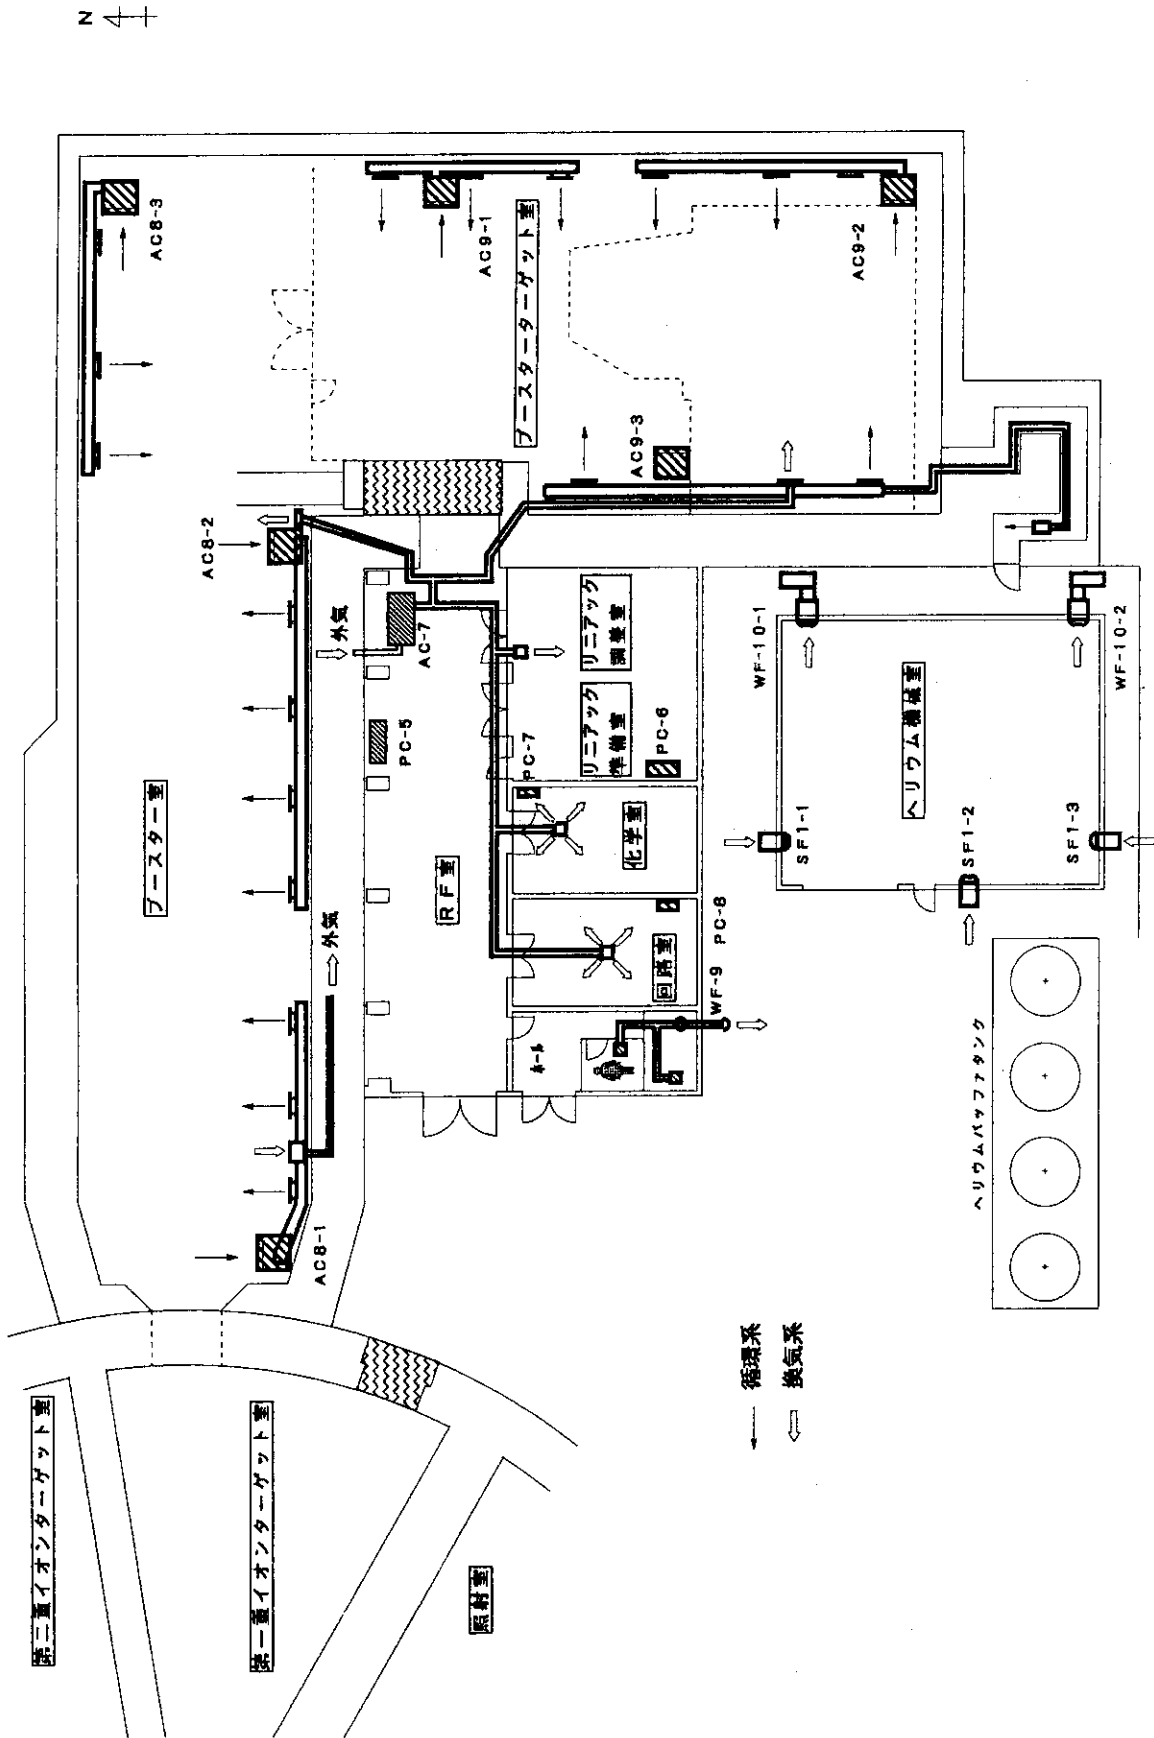 N
第二重イオンターゲット室
第一重イオンターゲット室
照射室
ブースター室
AC8-1
AC8-2
AC8-3
外気
外気
AC-7
PC-5
RF室
AC9-1
ブースターターゲット室
AC9-2
AC9-3
ホール
回路室
化学室
PC-7
リニアック
準備室
リニアック
調整室
PC-6
WF-9
PC-8
WF-10-1
WF-10-2
ヘリウム機械室
SF1-1
SF1-2
SF1-3
ヘリウムバッファタンク
循環系
換気系